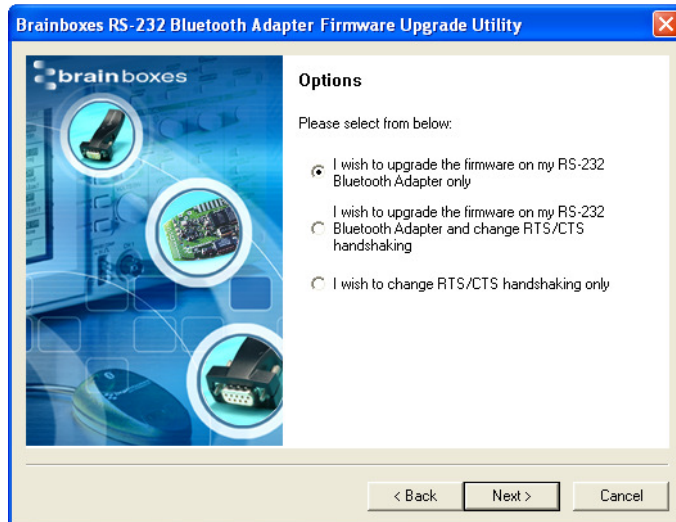 Brainboxes RS-232 Bluetooth Adapter Firmware Upgrade Utility
brainboxes
Options
Please select from below:
I wish to upgrade the firmware on my RS-232
Bluetooth Adapter only
I wish to upgrade the firmware on my RS-232
Bluetooth Adapter and change RTS/CTS
handshaking
I wish to change RTS/CTS handshaking only
< Back
Next >
Cancel